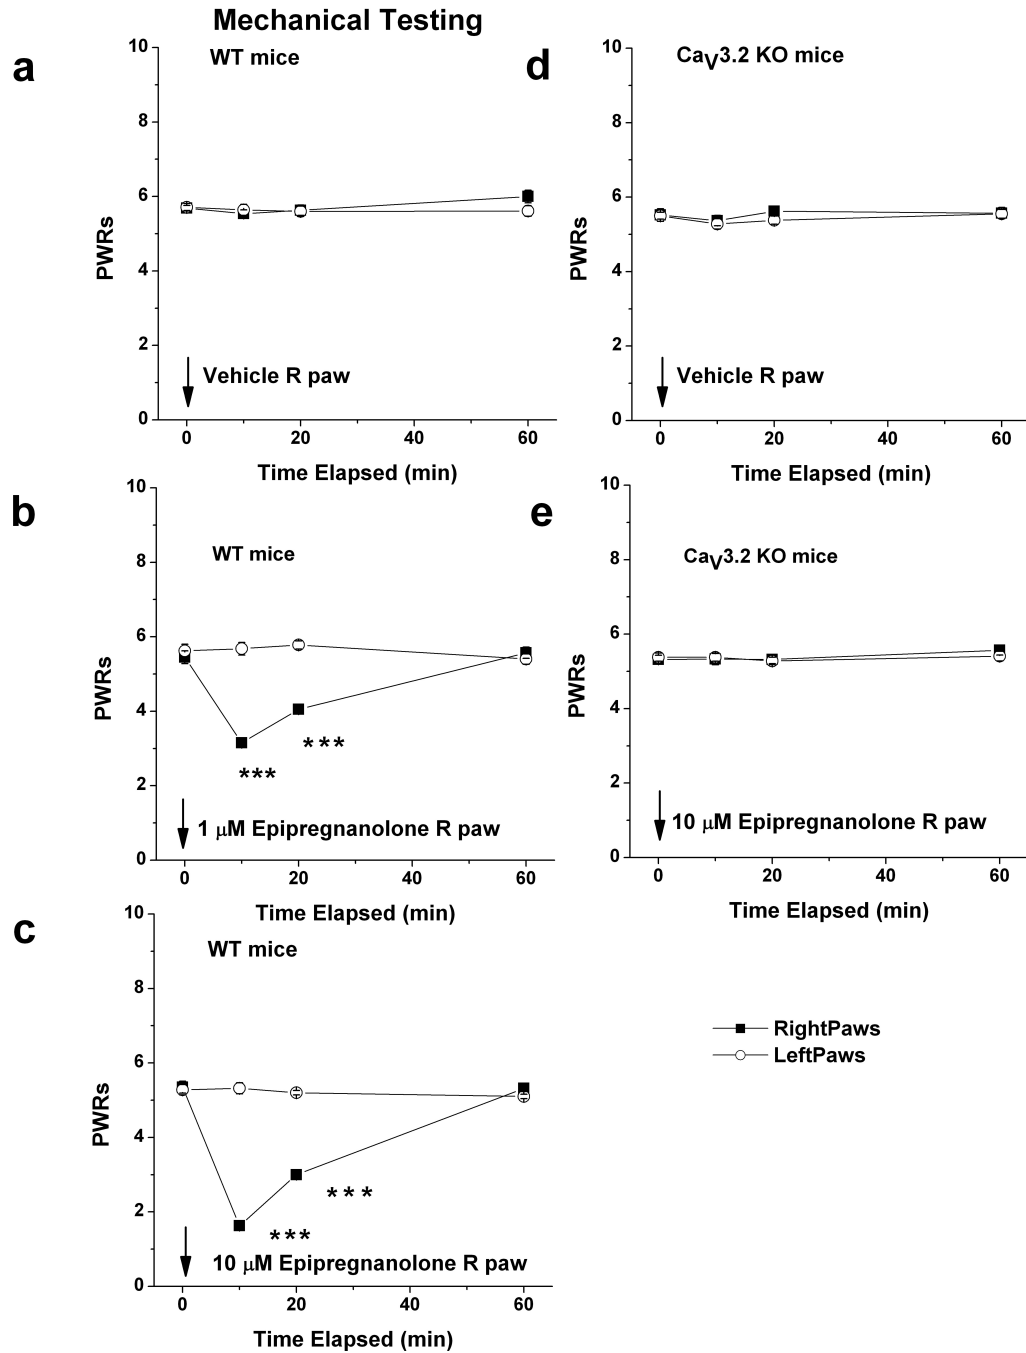 Mechanical Testing
a
WT mice
10
8
6
4
2
0
PWRs
Vehicle R paw
0
20
40
60
Time Elapsed (min)
d
CaV3.2 KO mice
10
8
6
4
2
0
PWRs
Vehicle R paw
0
20
40
60
Time Elapsed (min)
b
WT mice
10
8
6
4
2
0
PWRs
***
***
1 μM Epipregnanolone R paw
0
20
40
60
Time Elapsed (min)
e
CaV3.2 KO mice
10
8
6
4
2
0
PWRs
10 μM Epipregnanolone R paw
0
20
40
60
Time Elapsed (min)
c
WT mice
10
8
6
4
2
0
PWRs
***
***
10 μM Epipregnanolone R paw
0
20
40
60
Time Elapsed (min)
RightPaws
LeftPaws